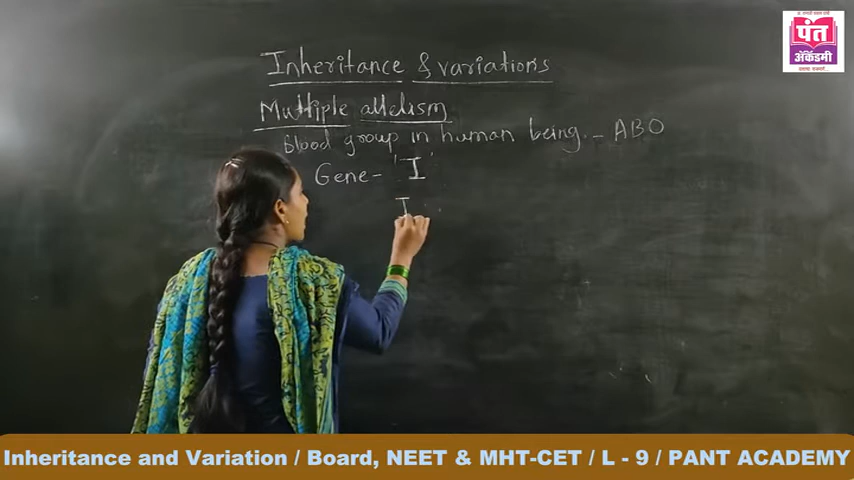 Inheritance & variations
Multiple allelism
Blood group in human being. - ABO
Gene- 'I'
I
पंत
ॲकॅडमी
Inheritance and Variation / Board, NEET & MHT-CET / L - 9 / PANT ACADEMY